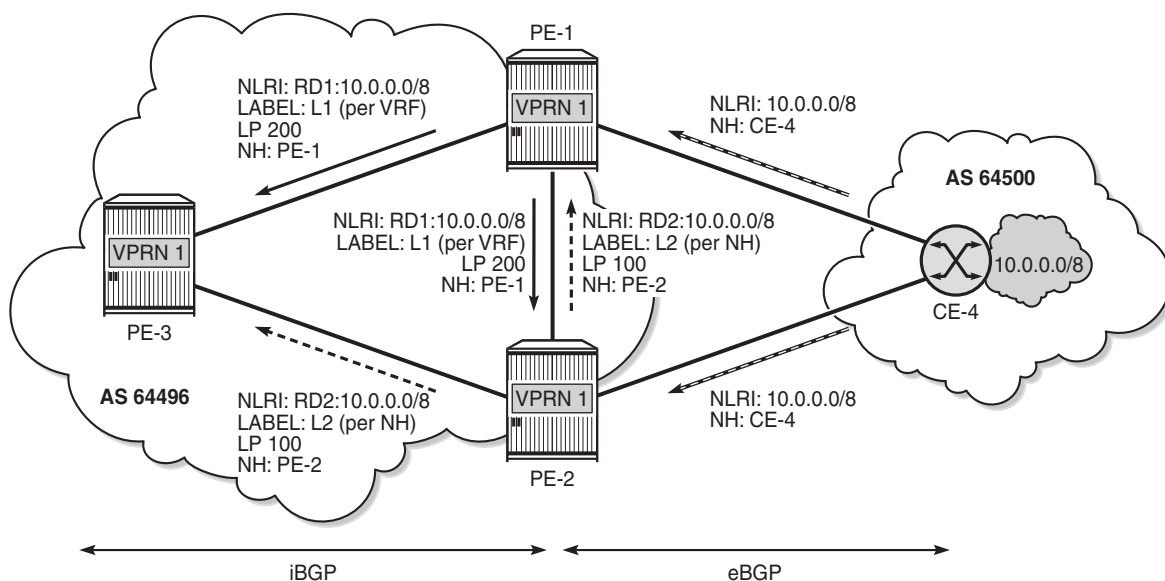 PE-1
VPRN 1
NLRI: RD1:10.0.0.0/8
LABEL: L1 (per VRF)
LP 200
NH: PE-1
NLRI: 10.0.0.0/8
NH: CE-4
AS 64500
10.0.0.0/8
CE-4
VPRN 1
PE-3
NLRI: RD1:10.0.0.0/8
LABEL: L1 (per VRF)
LP 200
NH: PE-1
NLRI: RD2:10.0.0.0/8
LABEL: L2 (per NH)
LP 100
NH: PE-2
AS 64496
NLRI: RD2:10.0.0.0/8
LABEL: L2 (per NH)
LP 100
NH: PE-2
VPRN 1
PE-2
NLRI: 10.0.0.0/8
NH: CE-4
iBGP
eBGP